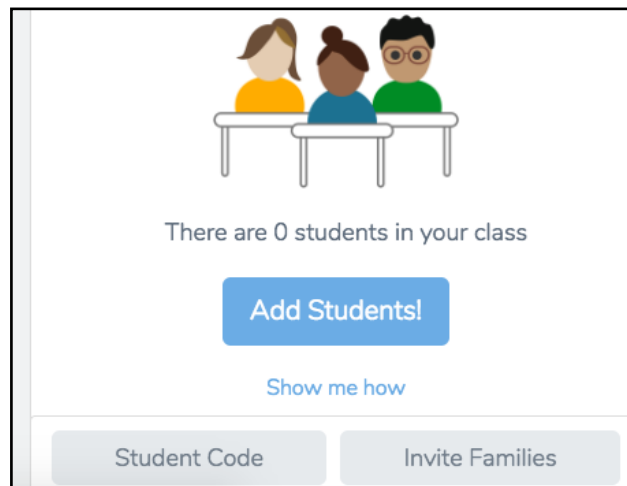 There are 0 students in your class
Add Students!
Show me how
Student Code
Invite Families